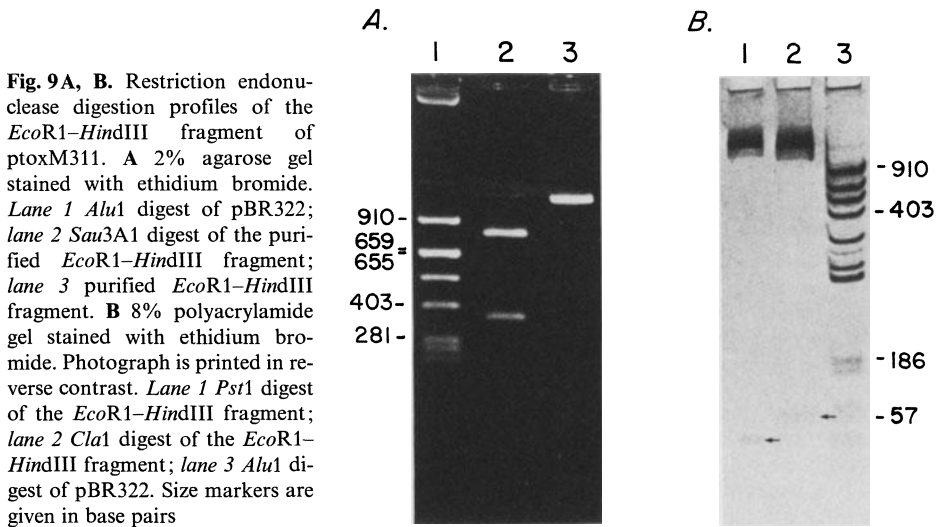 Fig. 9A, B. Restriction endonu-
clease digestion profiles of the
EcoR1–HindIII fragment of
ptoxM311. A 2% agarose gel
stained with ethidium bromide.
Lane 1 Alu1 digest of pBR322;
lane 2 Sau3A1 digest of the puri-
fied EcoR1–HindIII fragment;
lane 3 purified EcoR1–HindIII
fragment. B 8% polyacrylamide
gel stained with ethidium bro-
mide. Photograph is printed in re-
verse contrast. Lane 1 Pst1 digest
of the EcoR1–HindIII fragment;
lane 2 Cla1 digest of the EcoR1–
HindIII fragment; lane 3 Alu1 di-
gest of pBR322. Size markers are
given in base pairs
A.
1 2 3
910 -
659
655 =
403 -
281 -
B.
1 2 3
- 910
- 403
- 186
- 57